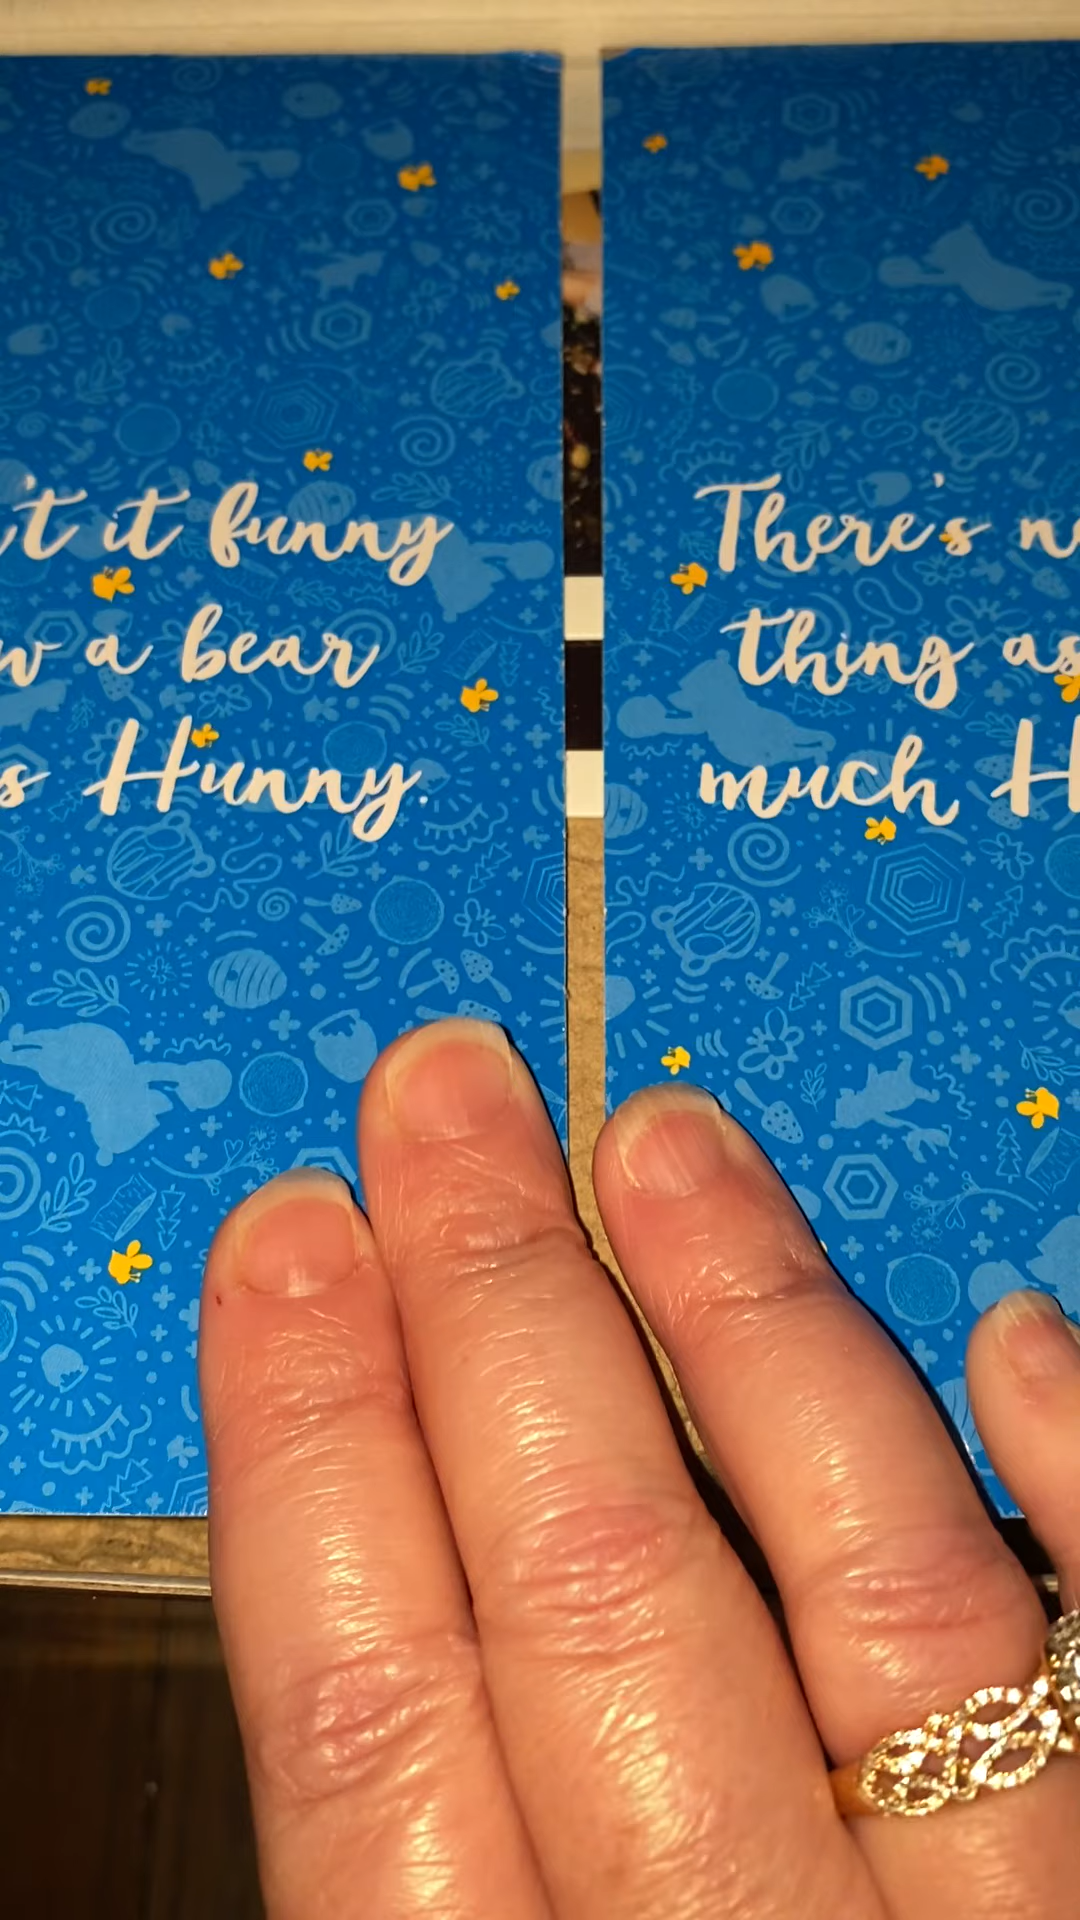 't it funny
a bear
Hunny.
There's
thing as
much H